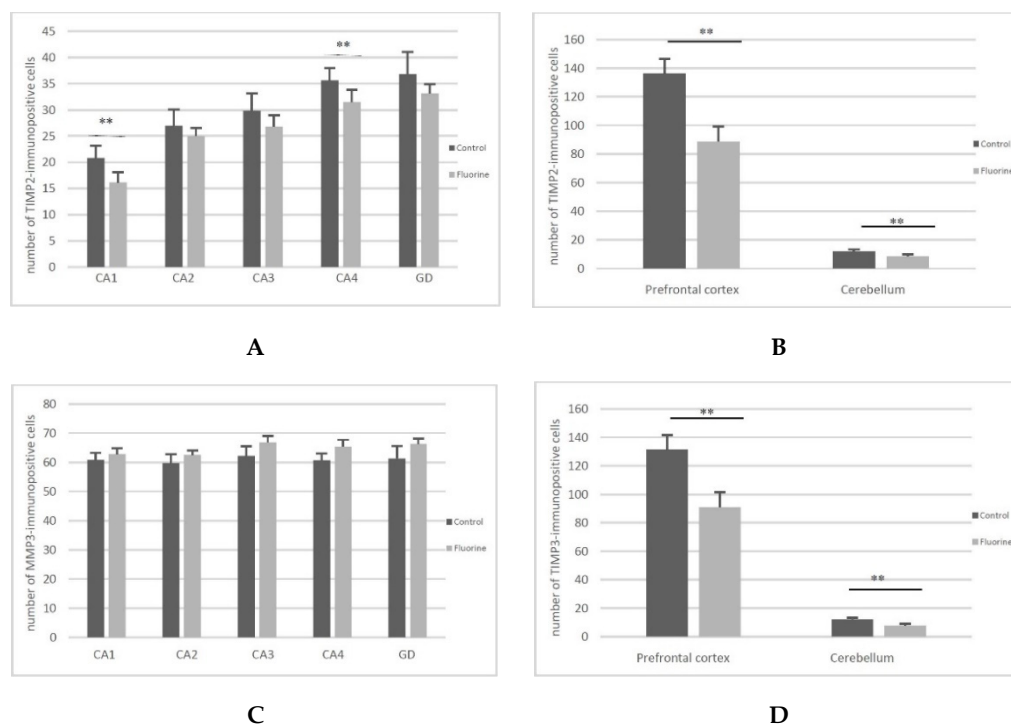 number of TIMP2-immunopositive cells
45
40
35
30
25
20
15
10
5
0
**
**
CA1 CA2 CA3 CA4 GD
Control
Fluorine
A
number of TIMP2-immunopositive cells
160
140
120
100
80
60
40
20
0
**
**
Prefrontal cortex Cerebellum
Control
Fluorine
B
number of MMP3-immunopositive cells
80
70
60
50
40
30
20
10
0
CA1 CA2 CA3 CA4 GD
Control
Fluorine
C
number of TIMP3-immunopositive cells
160
140
120
100
80
60
40
20
0
**
**
Prefrontal cortex Cerebellum
Control
Fluorine
D